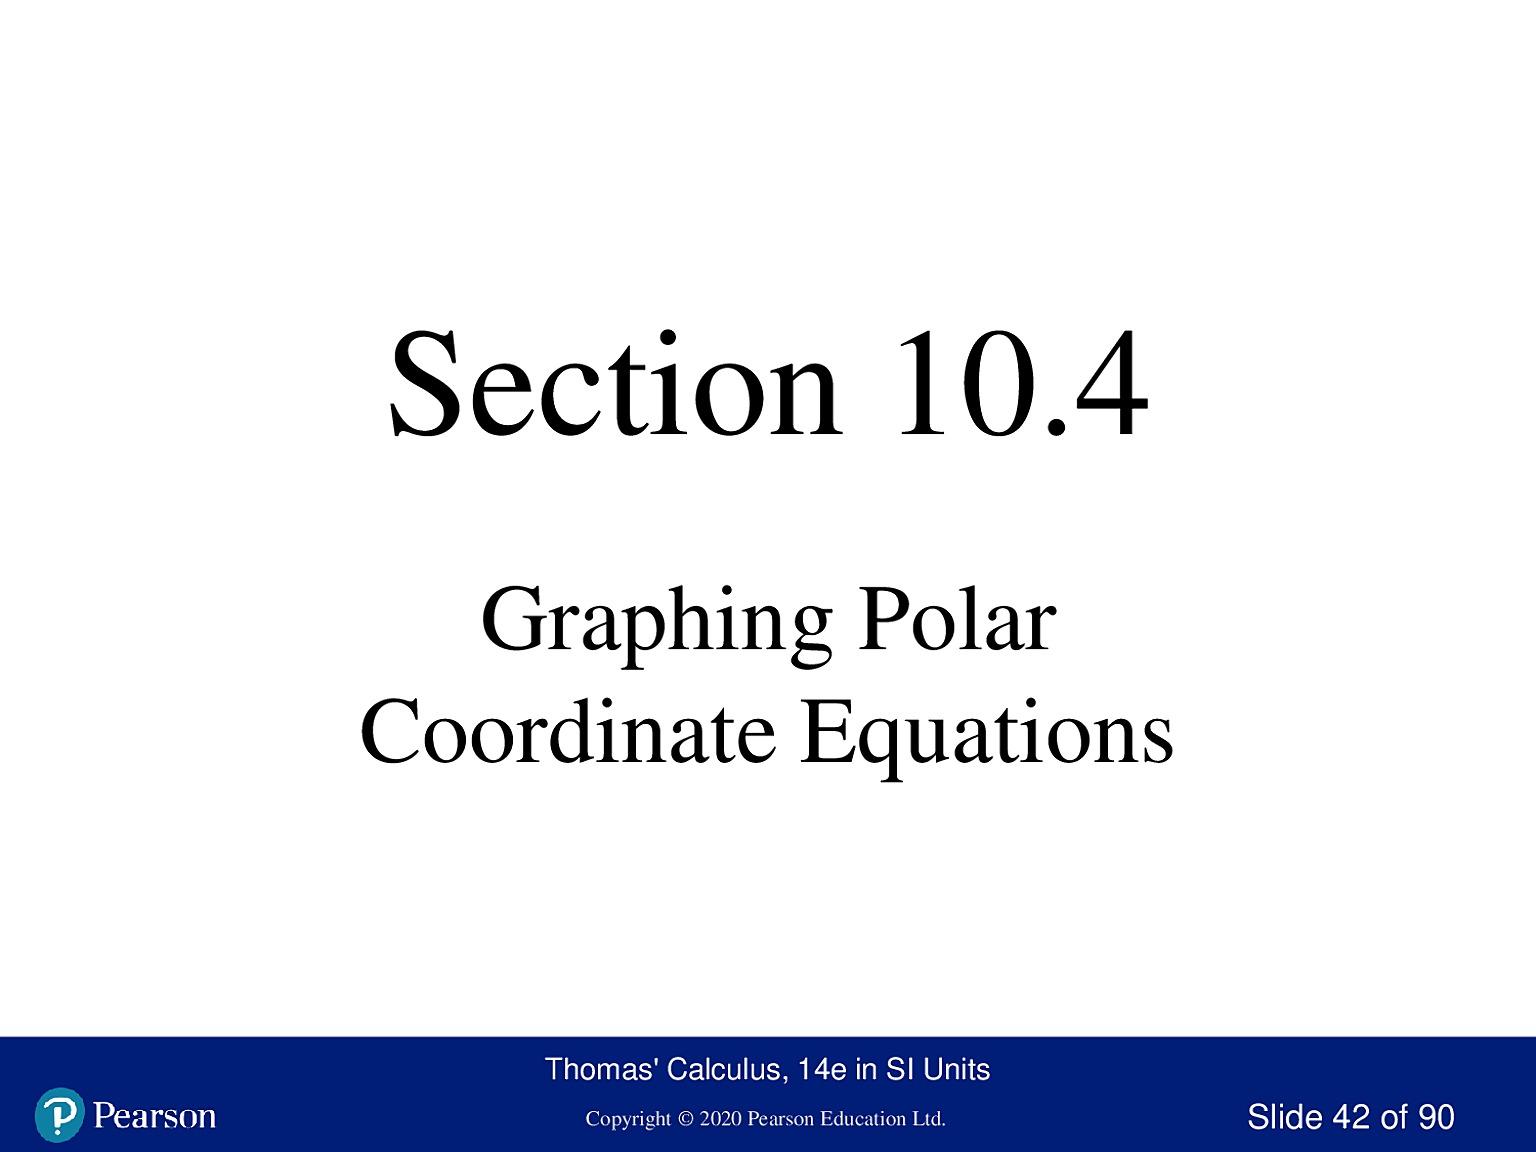 Section 10.4
Graphing Polar
Coordinate Equations
Thomas' Calculus, 14e in SI Units
Pearson
Copyright © 2020 Pearson Education Ltd.
Slide 42 of 90